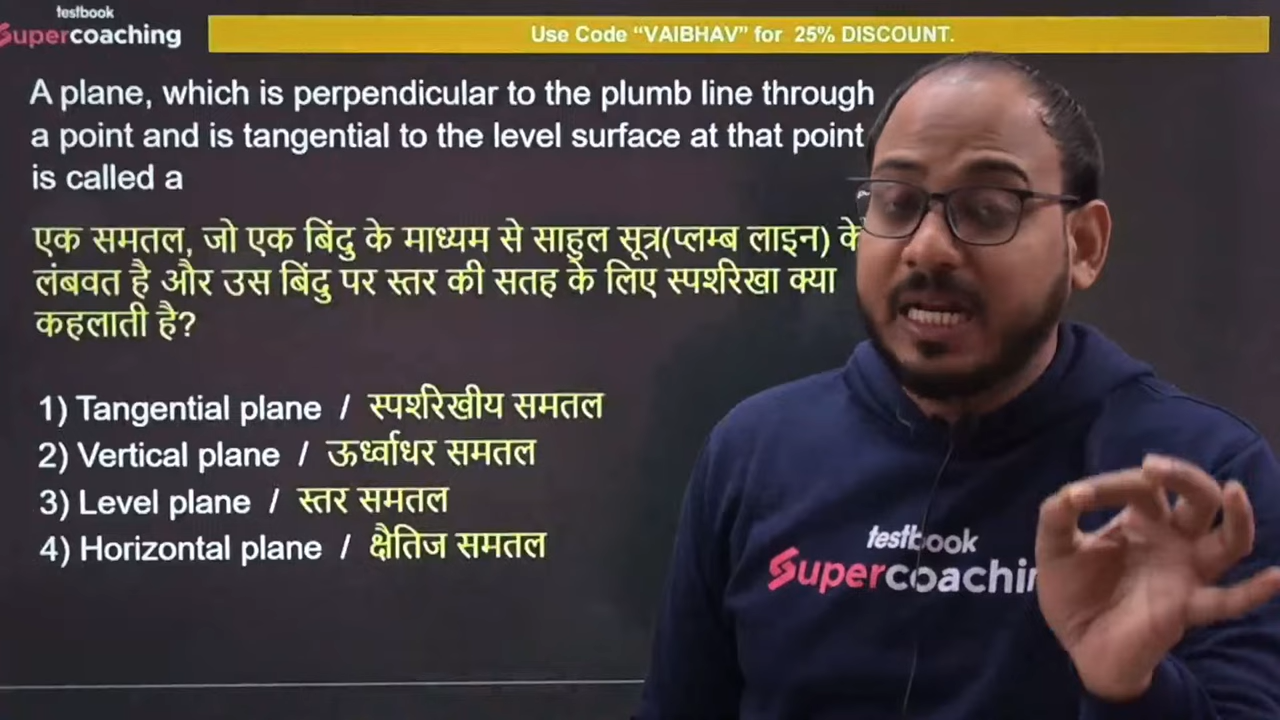 testbook
Supercoaching
Use Code “VAIBHAV” for 25% DISCOUNT.
A plane, which is perpendicular to the plumb line through
a point and is tangential to the level surface at that point
is called a
एक समतल, जो एक बिंदु के माध्यम से साहुल सूत्र(प्लम्ब लाइन) के
लंबवत है और उस बिंदु पर स्तर की सतह के लिए स्पर्शरेखा क्या
कहलाती है?
1) Tangential plane / स्पर्शरेखीय समतल
2) Vertical plane / ऊर्ध्वाधर समतल
3) Level plane / स्तर समतल
4) Horizontal plane / क्षैतिज समतल
testbook
Supercoachin